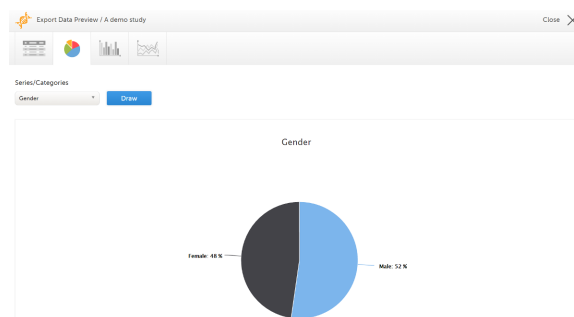 Export Data Preview / A demo study
Close
Series/Categories
Gender
Draw
Gender
Female: 48 %
Male: 52 %